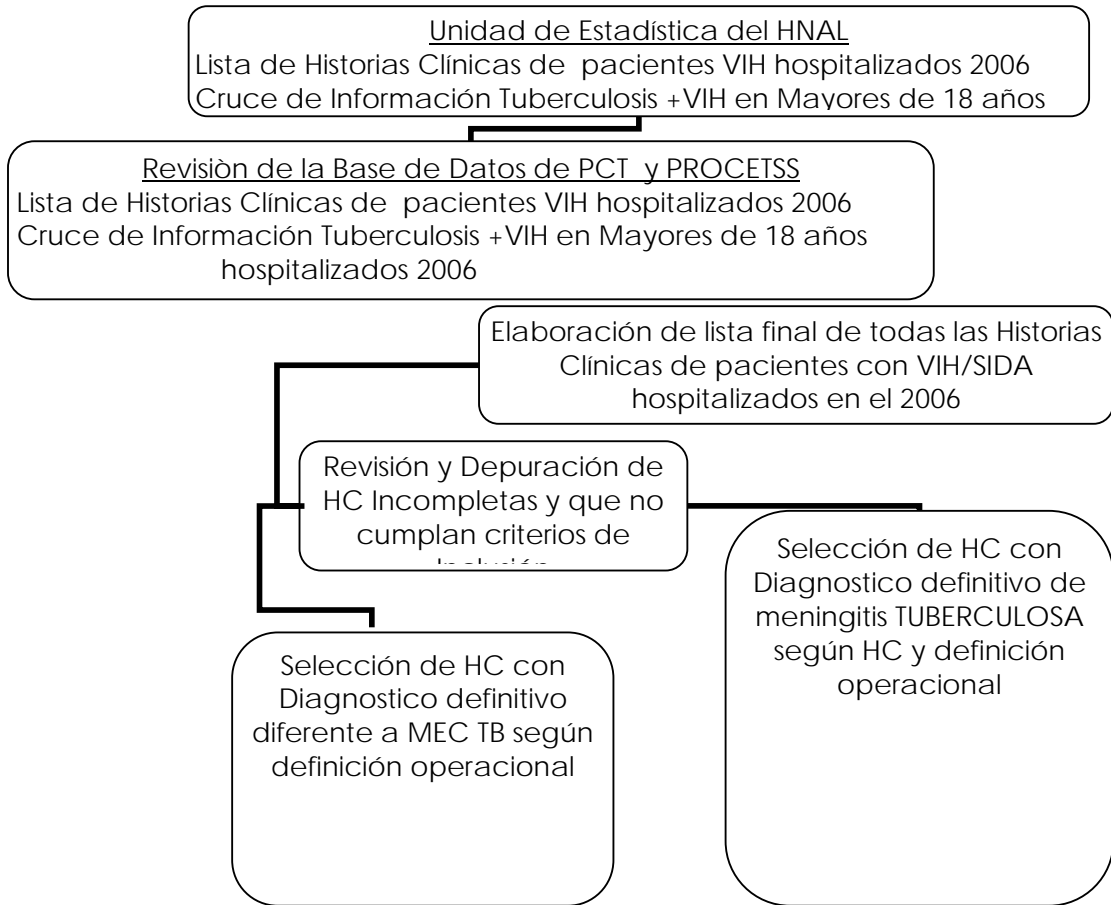 Unidad de Estadística del HNAL
Lista de Historias Clínicas de pacientes VIH hospitalizados 2006
Cruce de Información Tuberculosis +VIH en Mayores de 18 años
Revisiòn de la Base de Datos de PCT y PROCETSS
Lista de Historias Clínicas de pacientes VIH hospitalizados 2006
Cruce de Información Tuberculosis +VIH en Mayores de 18 años
hospitalizados 2006
Elaboración de lista final de todas las Historias
Clínicas de pacientes con VIH/SIDA
hospitalizados en el 2006
Revisión y Depuración de
HC Incompletas y que no
cumplan criterios de
Inclusión
Selección de HC con
Diagnostico definitivo de
meningitis TUBERCULOSA
según HC y definición
operacional
Selección de HC con
Diagnostico definitivo
diferente a MEC TB según
definición operacional